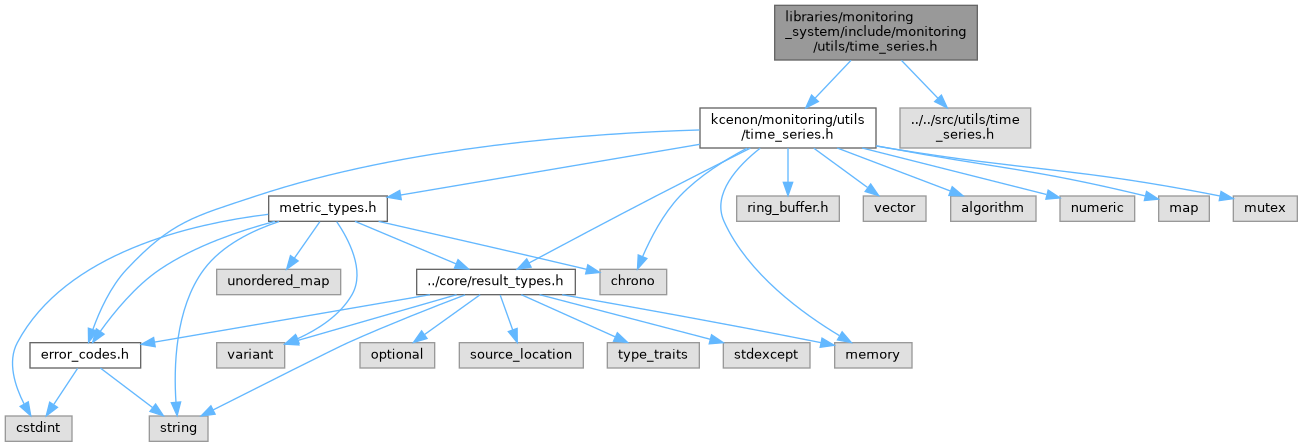 libraries/monitoring
_system/include/monitoring
/utils/time_series.h
kcenon/monitoring/utils
/time_series.h
../../src/utils/time
_series.h
metric_types.h
ring_buffer.h
vector
algorithm
numeric
map
mutex
unordered_map
../core/result_types.h
chrono
error_codes.h
variant
optional
source_location
type_traits
stdexcept
memory
cstdint
string